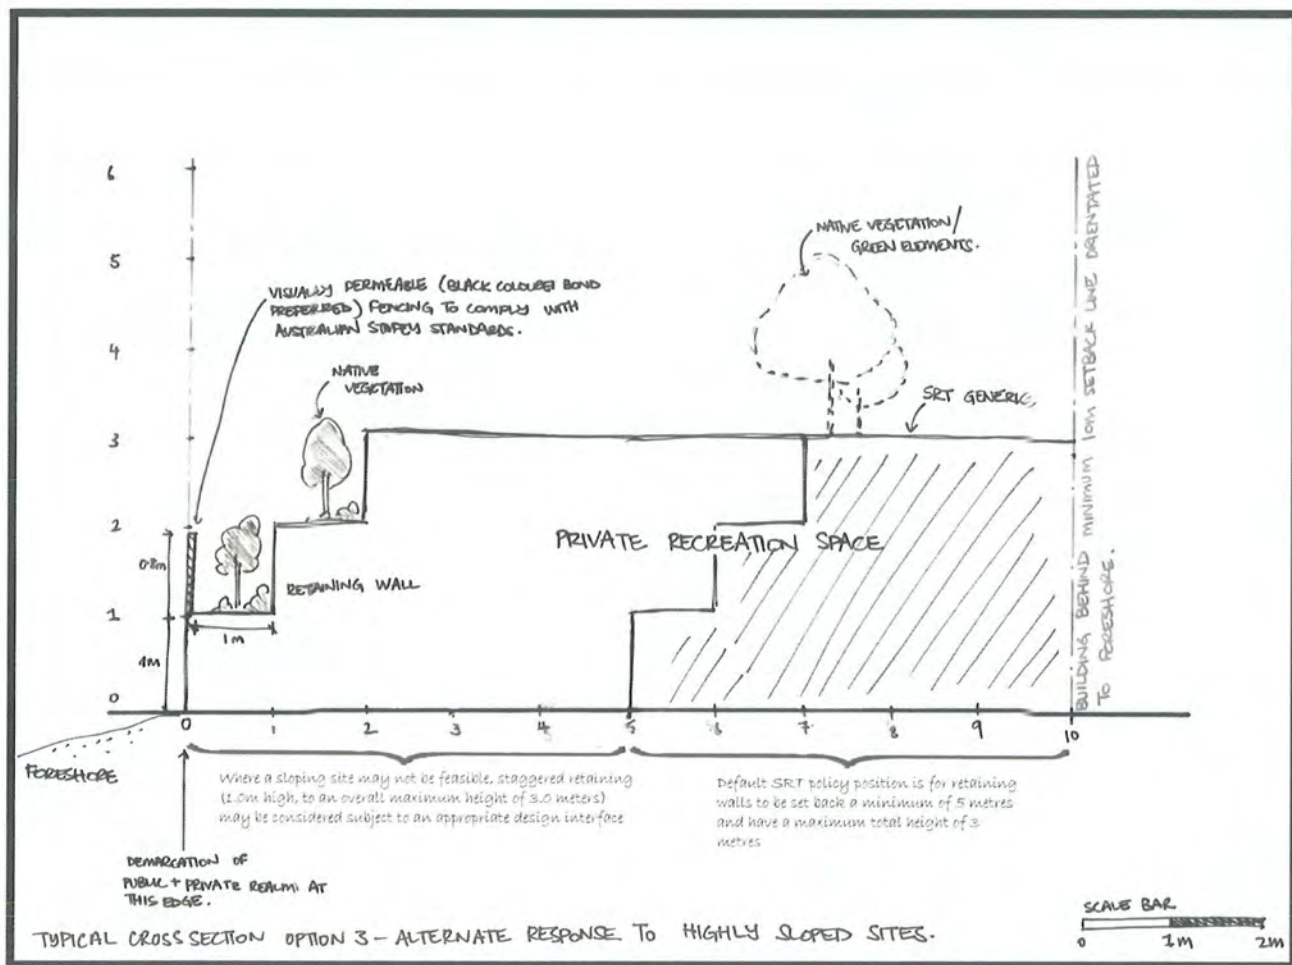 6
5
4
3
2
1
0
VISUALLY PERMEABLE (BLACK COLOURED BOND
PREFERRED) FENCING TO COMPLY WITH
AUSTRALIAN SAFETY STANDARDS.
NATIVE
VEGETATION
NATIVE VEGETATION/
GREEN ELEMENTS.
SRT GENERIC
0.8m
1m
RETAINING WALL
1m
PRIVATE RECREATION SPACE
BUILDING BEHIND MINIMUM 10m SETBACK LINE ORIENTATED
TO FORESHORE.
0 1 2 3 4 5 6 7 8 9 10
FORESHORE
Where a sloping site may not be feasible, staggered retaining
(1.0m high, to an overall maximum height of 3.0 meters)
may be considered subject to an appropriate design interface
Default SRT policy position is for retaining
walls to be set back a minimum of 5 metres
and have a maximum total height of 3
metres
DEMARCATION OF
PUBLIC + PRIVATE REALM AT
THIS EDGE.
TYPICAL CROSS SECTION OPTION 3 - ALTERNATE RESPONSE TO HIGHLY SLOPED SITES.
SCALE BAR
0 1m 2m